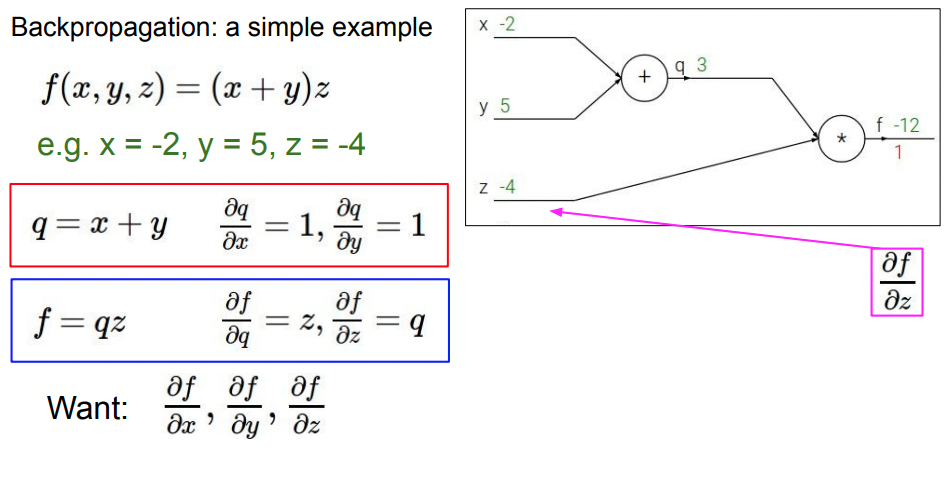 Backpropagation: a simple example
f(x, y, z) = (x + y)z
e.g. x = -2, y = 5, z = -4
q = x + y ∂q/∂x = 1, ∂q/∂y = 1
f = qz ∂f/∂q = z, ∂f/∂z = q
Want: ∂f/∂x, ∂f/∂y, ∂f/∂z
x -2
+
q 3
y 5
*
f -12
1
z -4
∂f/∂z